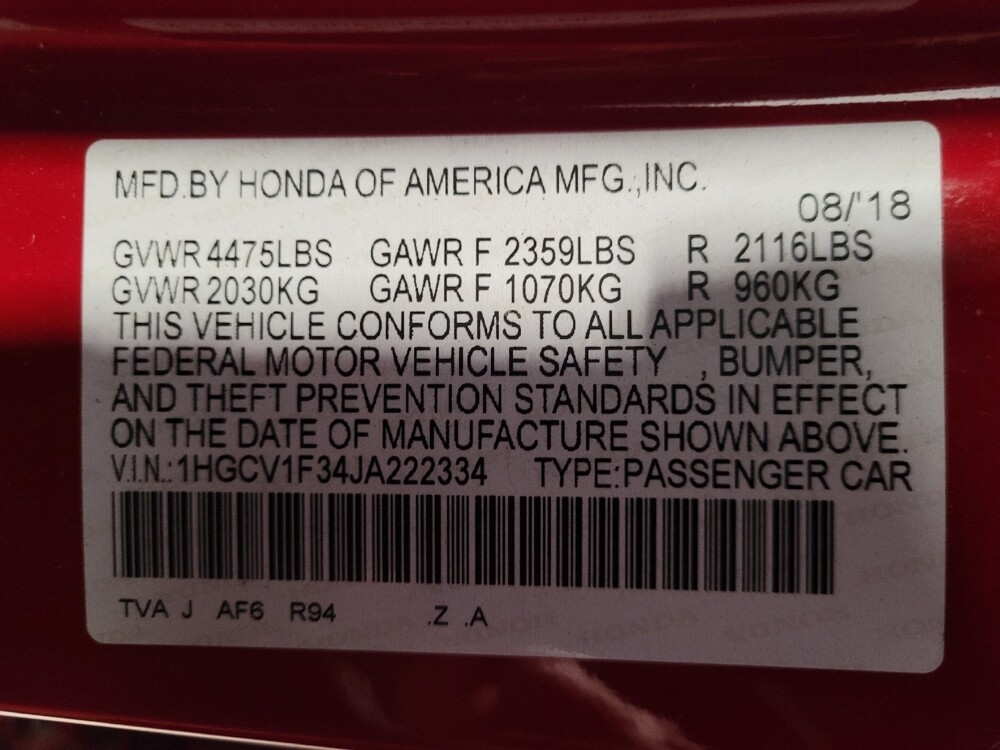 MFD.BY HONDA OF AMERICA MFG.,INC.
08/'18
GVWR 4475LBS GAWR F 2359LBS R 2116LBS
GVWR 2030KG GAWR F 1070KG R 960KG
THIS VEHICLE CONFORMS TO ALL APPLICABLE
FEDERAL MOTOR VEHICLE SAFETY , BUMPER,
AND THEFT PREVENTION STANDARDS IN EFFECT
ON THE DATE OF MANUFACTURE SHOWN ABOVE.
V.I.N.:1HGCV1F34JA222334 TYPE:PASSENGER CAR
TVA J AF6 R94 .Z .A